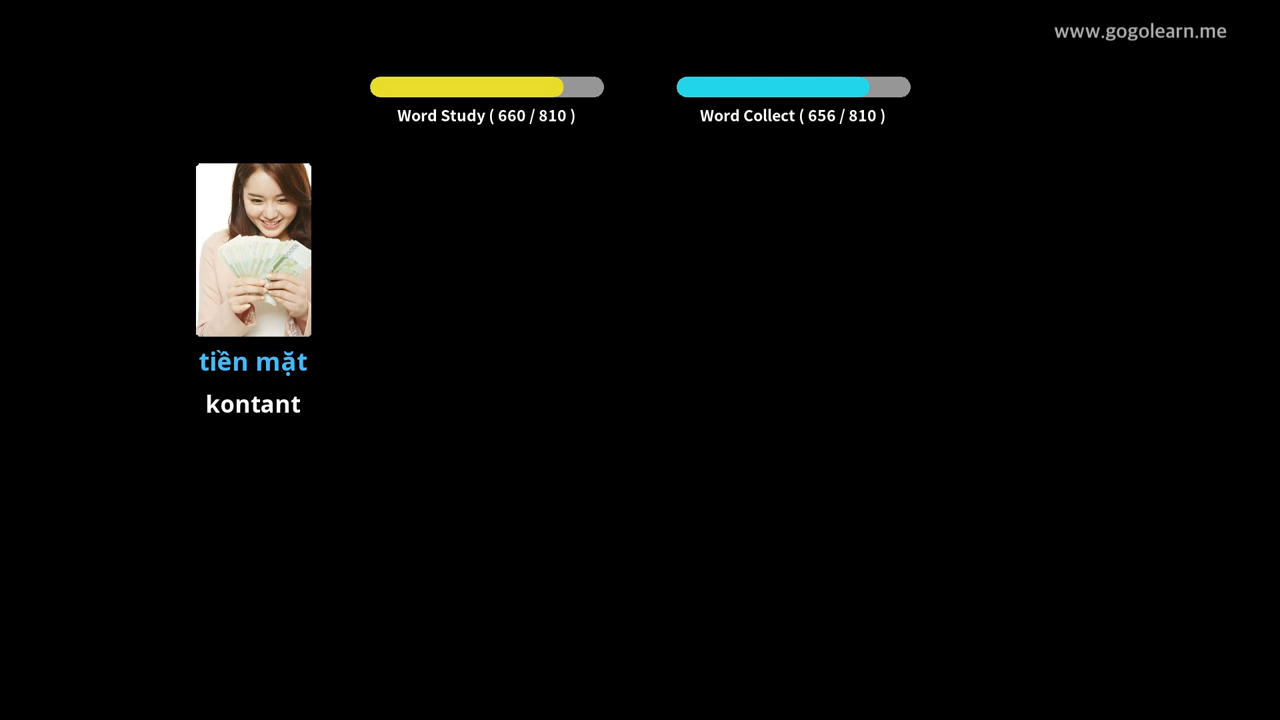 www.gogolearn.me
Word Study ( 660 / 810 )
Word Collect ( 656 / 810 )
tiền mặt
kontant